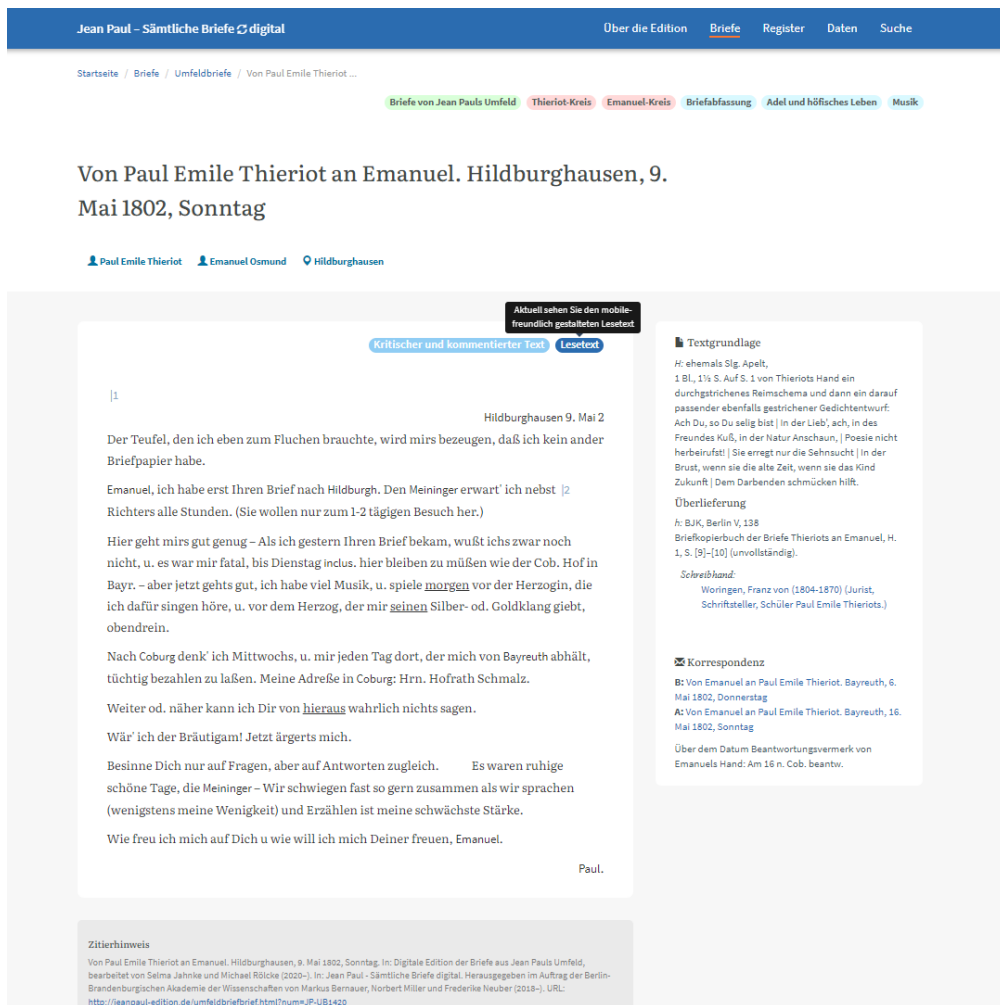 Jean Paul – Sämtliche Briefe digital
Über die Edition
Briefe
Register
Daten
Suche
Startseite / Briefe / Umfeldbriefe / Von Paul Emile Thieriot ...
Briefe von Jean Pauls Umfeld
Thieriot-Kreis
Emanuel-Kreis
Briefabfassung
Adel und höfisches Leben
Musik
Von Paul Emile Thieriot an Emanuel. Hildburghausen, 9.
Mai 1802, Sonntag
Paul Emile Thieriot
Emanuel Osmund
Hildburghausen
Aktuell sehen Sie den mobile-
freundlich gestalteten Lesetext
Kritischer und kommentierter Text
Lesetext
|1
Hildburghausen 9. Mai 2
Der Teufel, den ich eben zum Fluchen brauchte, wird mirs bezeugen, daß ich kein ander
Briefpapier habe.
Emanuel, ich habe erst Ihren Brief nach Hildburgh. Den Meininger erwart' ich nebst |2
Richters alle Stunden. (Sie wollen nur zum 1-2 tägigen Besuch her.)
Hier geht mirs gut genug – Als ich gestern Ihren Brief bekam, wußt ichs zwar noch
nicht, u. es war mir fatal, bis Dienstag inclus. hier bleiben zu müßen wie der Cob. Hof in
Bayr. – aber jetzt gehts gut, ich habe viel Musik, u. spiele morgen vor der Herzogin, die
ich dafür singen höre, u. vor dem Herzog, der mir seinen Silber- od. Goldklang giebt,
obendrein.
Nach Coburg denk' ich Mittwochs, u. mir jeden Tag dort, der mich von Bayreuth abhält,
tüchtig bezahlen zu laßen. Meine Adreße in Coburg: Hrn. Hofrath Schmalz.
Weiter od. näher kann ich Dir von hieraus wahrlich nichts sagen.
Wär' ich der Bräutigam! Jetzt ärgerts mich.
Besinne Dich nur auf Fragen, aber auf Antworten zugleich. Es waren ruhige
schöne Tage, die Meininger – Wir schwiegen fast so gern zusammen als wir sprachen
(wenigstens meine Wenigkeit) und Erzählen ist meine schwächste Stärke.
Wie freu ich mich auf Dich u wie will ich mich Deiner freuen, Emanuel.
Paul.
Textgrundlage
H: ehemals Slg. Apelt,
1 Bl., 1½ S. Auf S. 1 von Thieriots Hand ein
durchgstrichenes Reimschema und dann ein darauf
passender ebenfalls gestrichener Gedichtentwurf:
Ach Du, so Du selig bist | In der Lieb', ach, in des
Freundes Kuß, in der Natur Anschaun, | Poesie nicht
herbeirufst! | Sie erregt nur die Sehnsucht | In der
Brust, wenn sie die alte Zeit, wenn sie das Kind
Zukunft | Dem Darbenden schmücken hilft.
Überlieferung
h: BJK, Berlin V, 138
Briefkopierbuch der Briefe Thieriots an Emanuel, H.
1, S. [9]–[10] (unvollständig).
Schreibhand:
Woringen, Franz von (1804-1870) (Jurist,
Schriftsteller, Schüler Paul Emile Thieriots.)
Korrespondenz
B: Von Emanuel an Paul Emile Thieriot. Bayreuth, 6.
Mai 1802, Donnerstag
A: Von Emanuel an Paul Emile Thieriot. Bayreuth, 16.
Mai 1802, Sonntag
Über dem Datum Beantwortungsvermerk von
Emanuels Hand: Am 16 n. Cob. beantw.
Zitierhinweis
Von Paul Emile Thieriot an Emanuel. Hildburghausen, 9. Mai 1802, Sonntag. In: Digitale Edition der Briefe aus Jean Pauls Umfeld,
bearbeitet von Selma Jahnke und Michael Rölcke (2020–). In: Jean Paul - Sämtliche Briefe digital. Herausgegeben im Auftrag der Berlin-
Brandenburgischen Akademie der Wissenschaften von Markus Bernauer, Norbert Miller und Frederike Neuber (2018–). URL:
http://jeanpaul-edition.de/umfeldbriefbrief.html?num=JP-UB1420